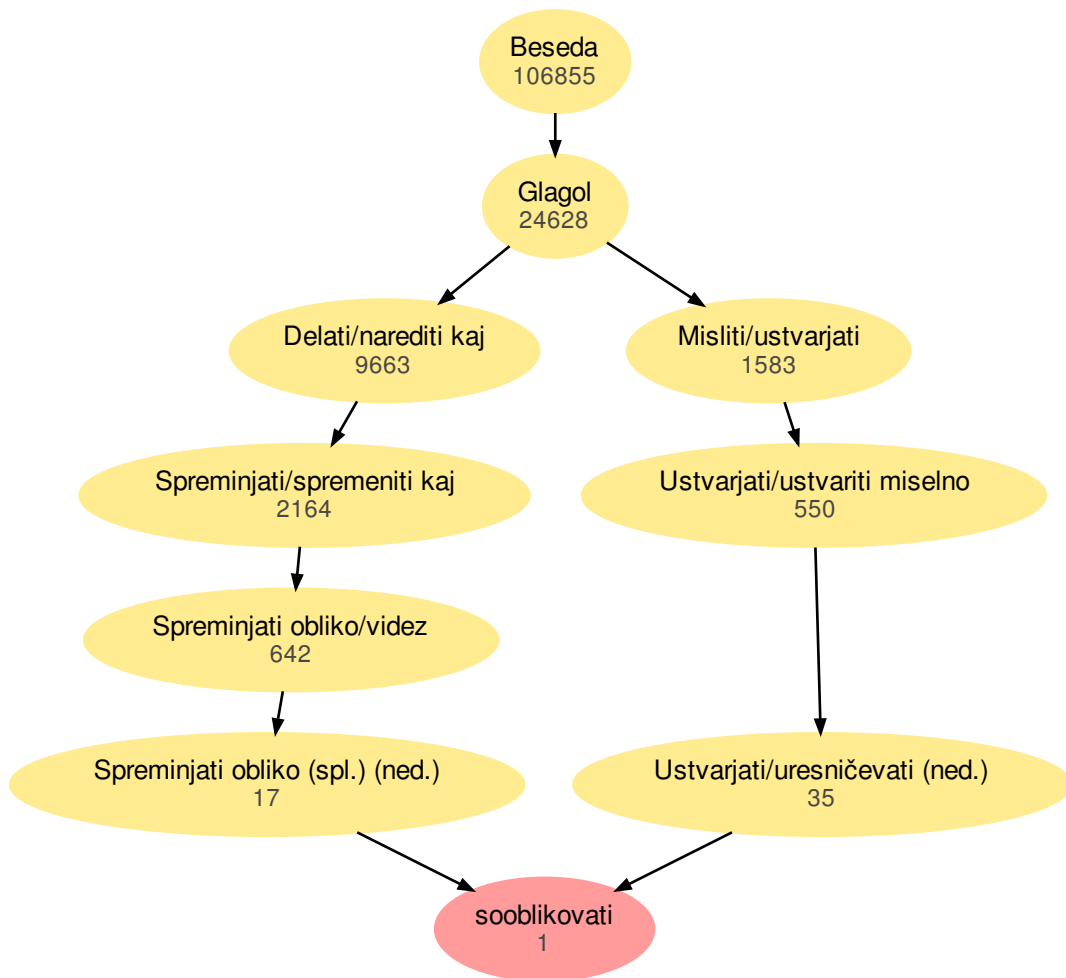 Beseda
106855
Glagol
24628
Delati/narediti kaj
9663
Misliti/ustvarjati
1583
Spreminjati/spremeniti kaj
2164
Ustvarjati/ustvariti miselno
550
Spreminjati obliko/videz
642
Spreminjati obliko (spl.) (ned.)
17
Ustvarjati/uresničevati (ned.)
35
sooblikovati
1